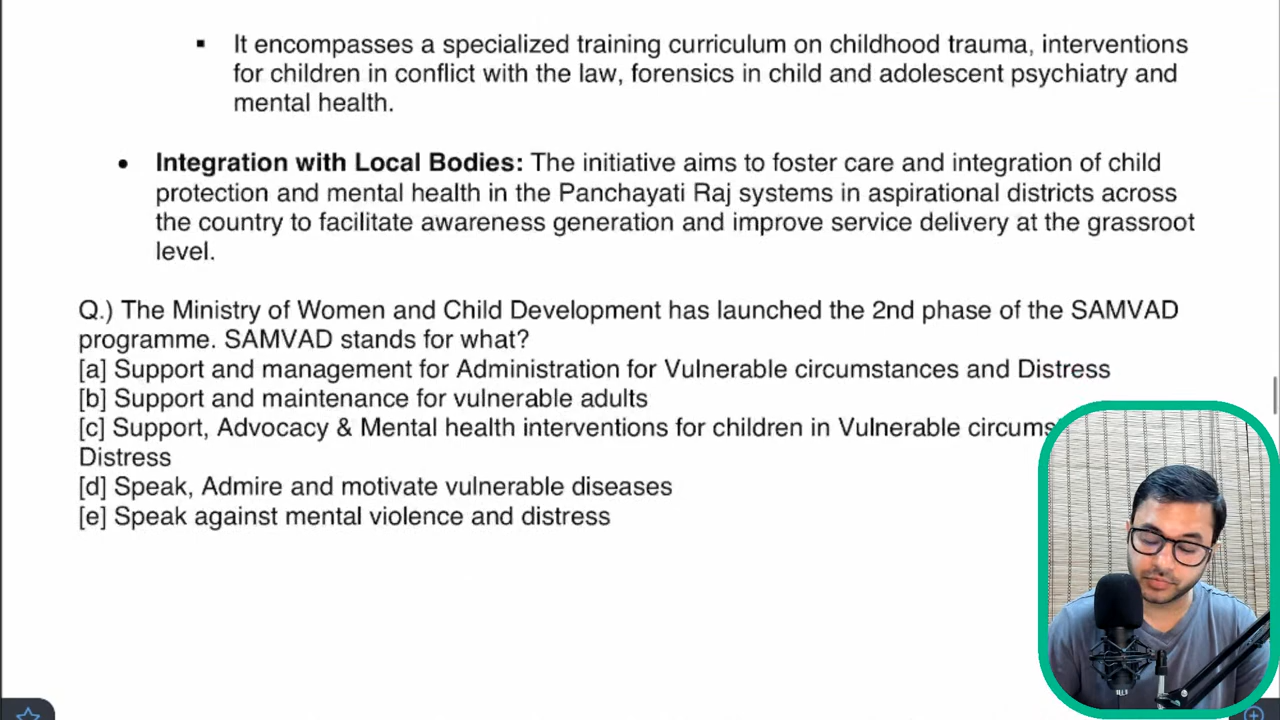 ▪ It encompasses a specialized training curriculum on childhood trauma, interventions
for children in conflict with the law, forensics in child and adolescent psychiatry and
mental health.
• Integration with Local Bodies: The initiative aims to foster care and integration of child
protection and mental health in the Panchayati Raj systems in aspirational districts across
the country to facilitate awareness generation and improve service delivery at the grassroot
level.
Q.) The Ministry of Women and Child Development has launched the 2nd phase of the SAMVAD
programme. SAMVAD stands for what?
[a] Support and management for Administration for Vulnerable circumstances and Distress
[b] Support and maintenance for vulnerable adults
[c] Support, Advocacy & Mental health interventions for children in Vulnerable circums
Distress
[d] Speak, Admire and motivate vulnerable diseases
[e] Speak against mental violence and distress